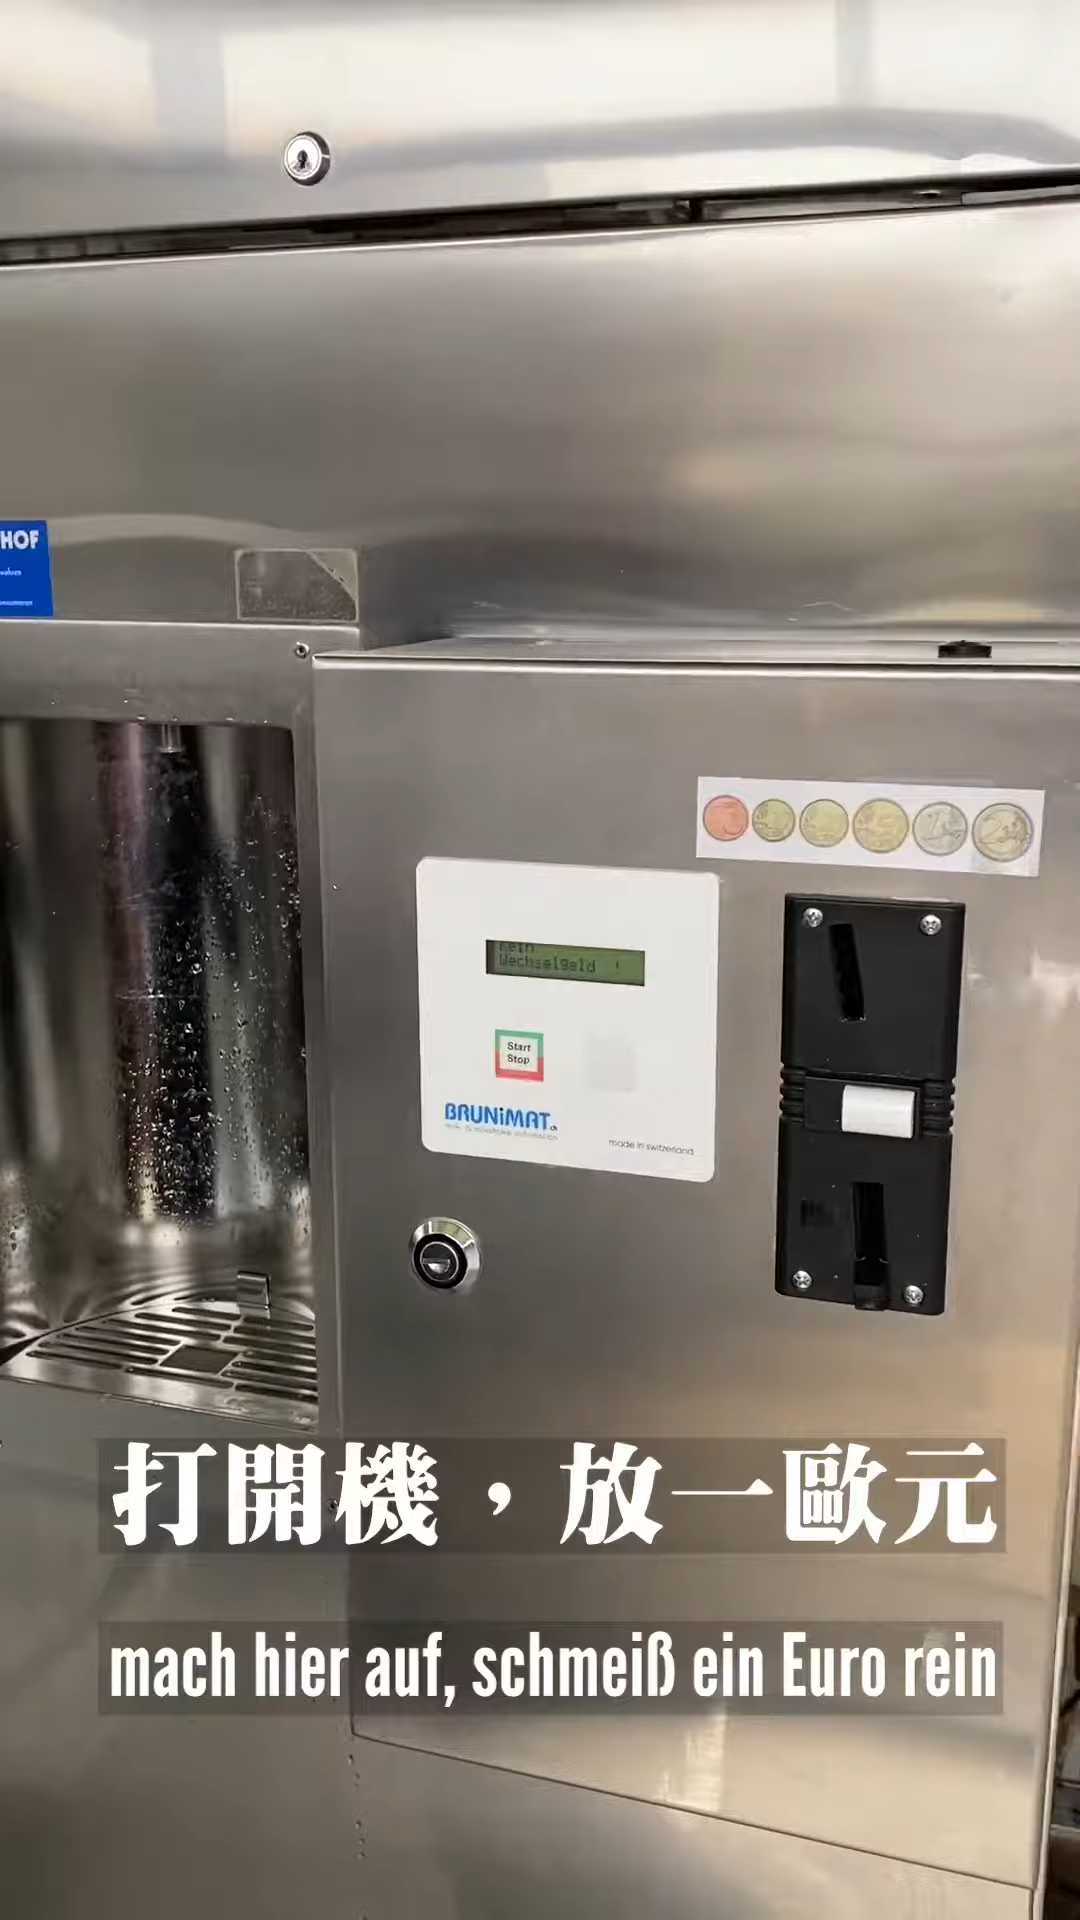 HOF
Kein
Wechselgeld !
Start
Stop
BRUNiMAT.ch
made in switzerland
打開機，放一歐元
mach hier auf, schmeiß ein Euro rein